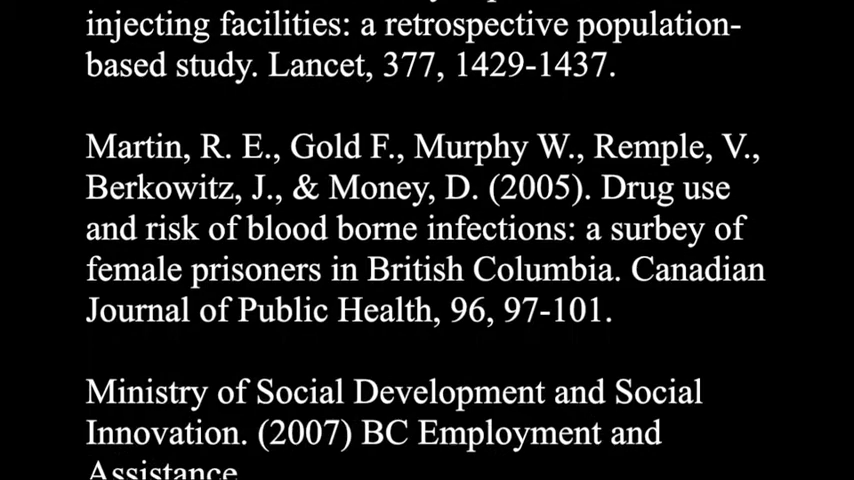 injecting facilities: a retrospective population-
based study. Lancet, 377, 1429-1437.
Martin, R. E., Gold F., Murphy W., Remple, V.,
Berkowitz, J., & Money, D. (2005). Drug use
and risk of blood borne infections: a surbey of
female prisoners in British Columbia. Canadian
Journal of Public Health, 96, 97-101.
Ministry of Social Development and Social
Innovation. (2007) BC Employment and
Assistance